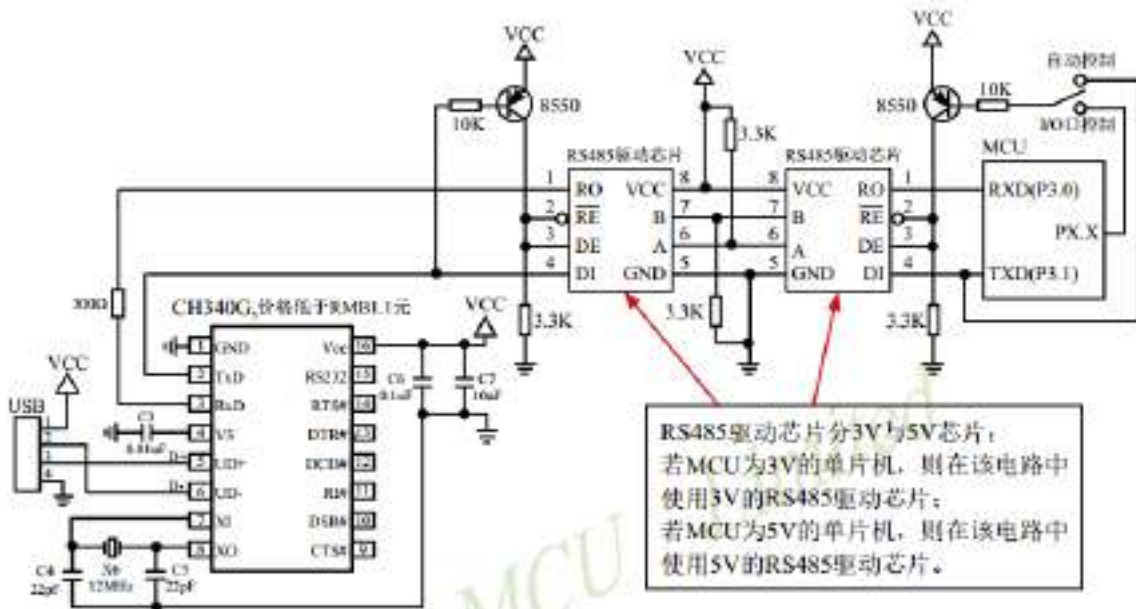 VCC
VCC
VCC
自动控制
8550
8550
10K
10K
I/O口控制
3.3K
MCU
RS485驱动芯片
RS485驱动芯片
1 RO VCC 8
8 VCC RO 1
RXD(P3.0)
2 RE B 7
7 B RE 2
PX.X
3 DE A 6
6 A DE 3
4 DI GND 5
5 GND DI 4
TXD(P3.1)
300Ω
CH340G,价格低于RMB1.1元
VCC
3.3K
3.3K
3.3K
1 GND Vcc 16
2 TxD RS232 15
3 RxD RTS# 14
4 V3 DTR# 13
5 UD+ DCD# 12
6 UD- RI# 11
7 XI DSR# 10
8 XO CTS# 9
C6
0.1uF
C7
10uF
VCC
USB
1
2
3
4
C3
0.01uF
D+
D-
C4
22pF
X6
12MHz
C5
22pF
RS485驱动芯片分3V与5V芯片;
若MCU为3V的单片机,则在该电路中
使用3V的RS485驱动芯片;
若MCU为5V的单片机,则在该电路中
使用5V的RS485驱动芯片。
MCU Limited